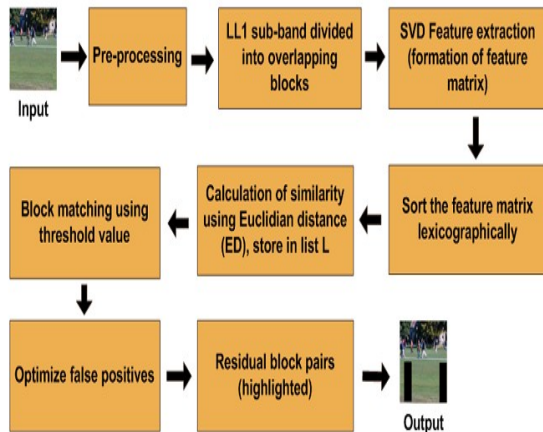 Input
Pre-processing
LL1 sub-band divided
into overlapping
blocks
SVD Feature extraction
(formation of feature
matrix)
Sort the feature matrix
lexicographically
Calculation of similarity
using Euclidian distance
(ED), store in list L
Block matching using
threshold value
Optimize false positives
Residual block pairs
(highlighted)
Output